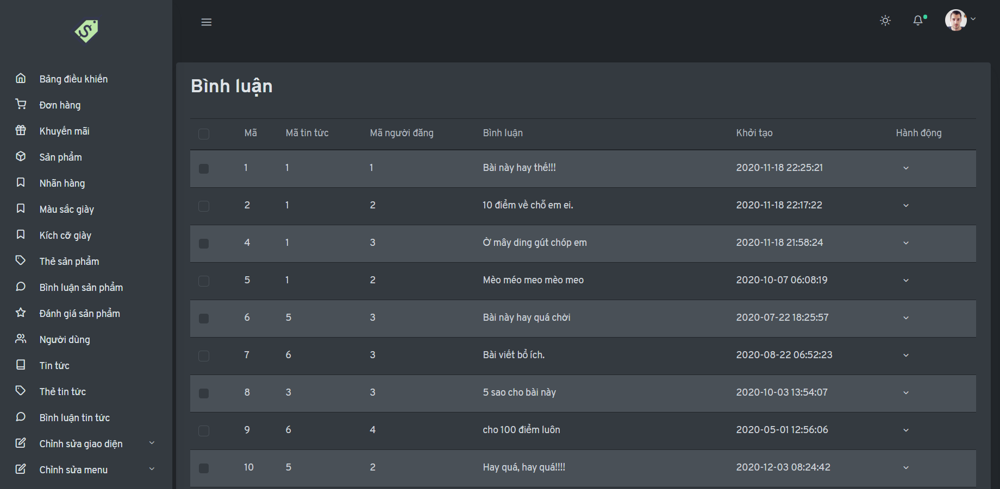 Bảng điều khiến
Đơn hàng
Khuyến mãi
Sản phẩm
Nhãn hàng
Màu sắc giày
Kích cỡ giày
Thẻ sản phẩm
Bình luận sản phẩm
Đánh giá sản phẩm
Người dùng
Tin tức
Thẻ tin tức
Bình luận tin tức
Chỉnh sửa giao diện
Chỉnh sửa menu
Bình luận
Mã Mã tin tức Mã người đăng Bình luận Khởi tạo Hành động
1 1 1 Bài này hay thế!!! 2020-11-18 22:25:21
2 1 2 10 điểm về chỗ em ei. 2020-11-18 22:17:22
4 1 3 Ờ mây ding gút chóp em 2020-11-18 21:58:24
5 1 2 Mèo méo meo mèo meo 2020-10-07 06:08:19
6 5 3 Bài này hay quá chời 2020-07-22 18:25:57
7 6 3 Bài viết bổ ích. 2020-08-22 06:52:23
8 3 3 5 sao cho bài này 2020-10-03 13:54:07
9 6 4 cho 100 điểm luôn 2020-05-01 12:56:06
10 5 2 Hay quá, hay quá!!!! 2020-12-03 08:24:42